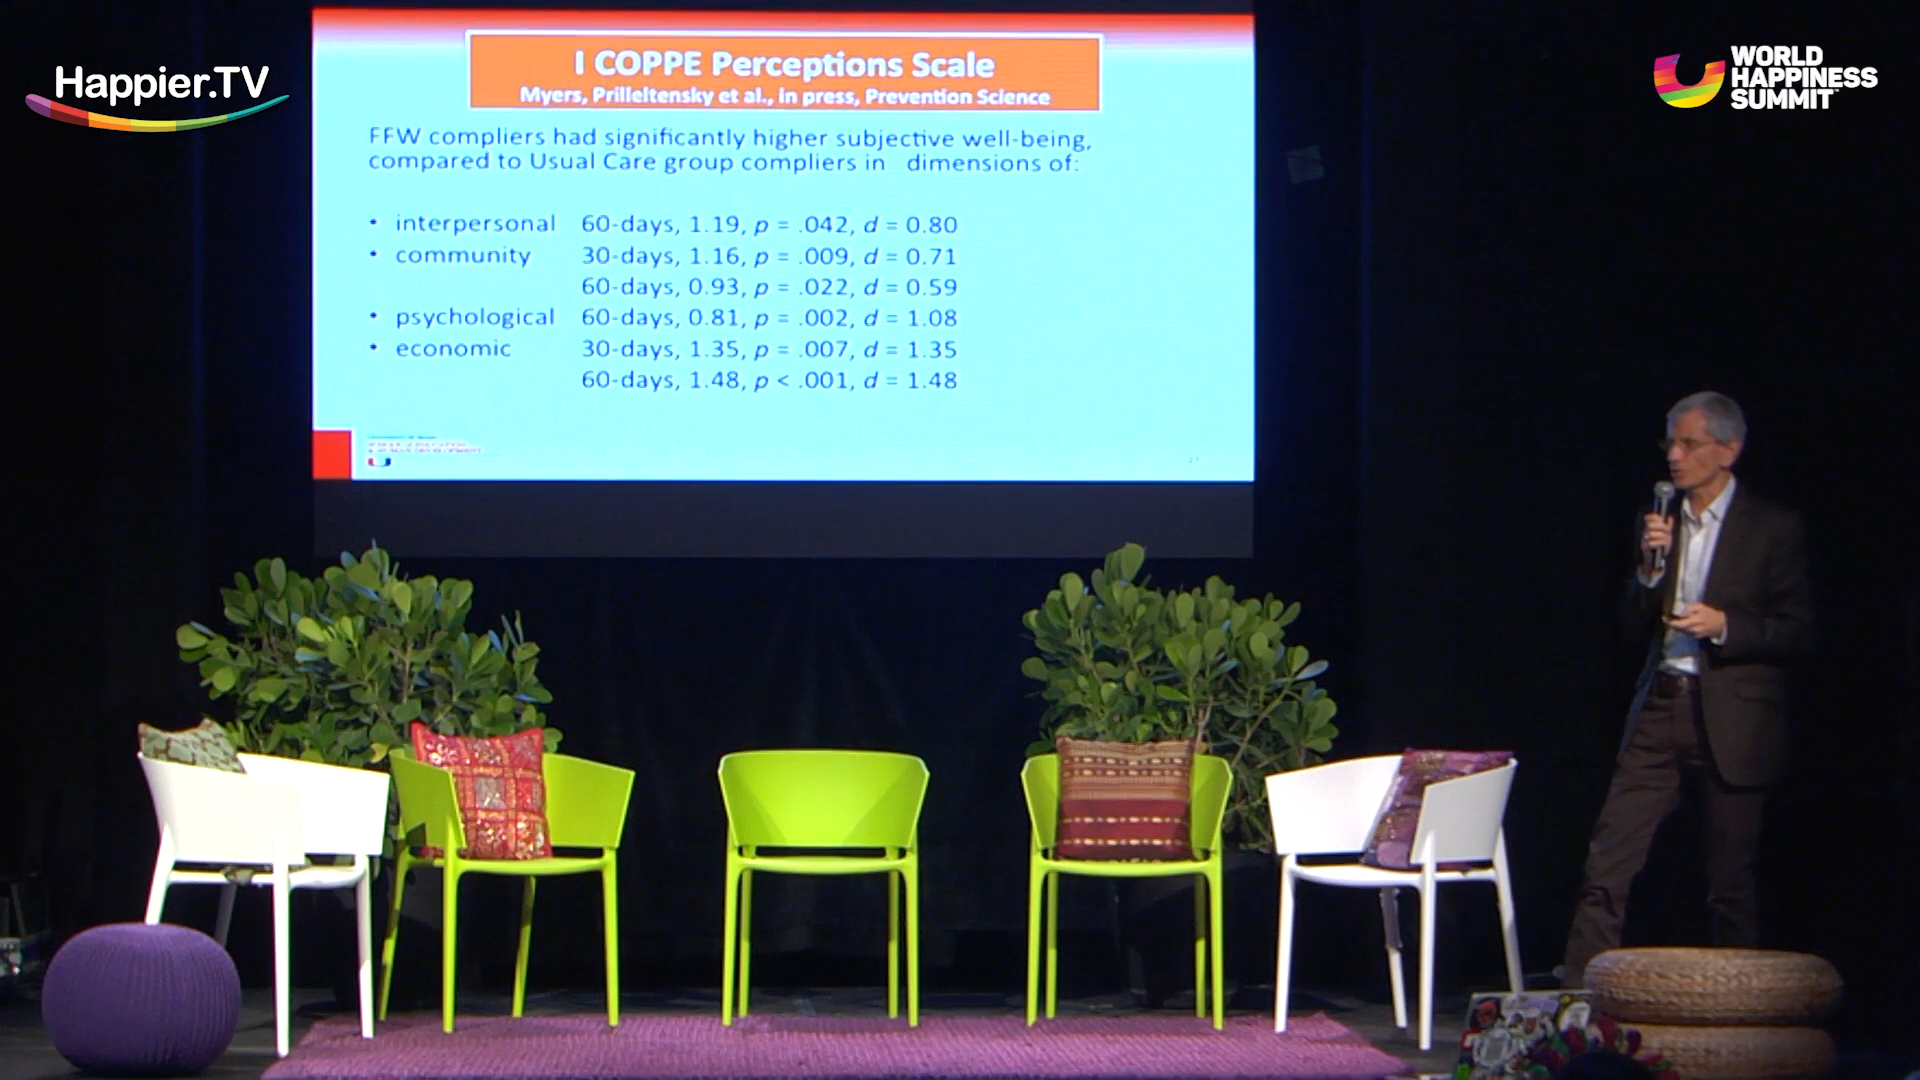 Happier.TV
WORLD
HAPPINESS
SUMMIT
I COPPE Perceptions Scale
Myers, Prilleltensky et al., in press, Prevention Science
FFW compliers had significantly higher subjective well-being,
compared to Usual Care group compliers in dimensions of:
• interpersonal 60-days, 1.19, p = .042, d = 0.80
• community 30-days, 1.16, p = .009, d = 0.71
60-days, 0.93, p = .022, d = 0.59
• psychological 60-days, 0.81, p = .002, d = 1.08
• economic 30-days, 1.35, p = .007, d = 1.35
60-days, 1.48, p < .001, d = 1.48